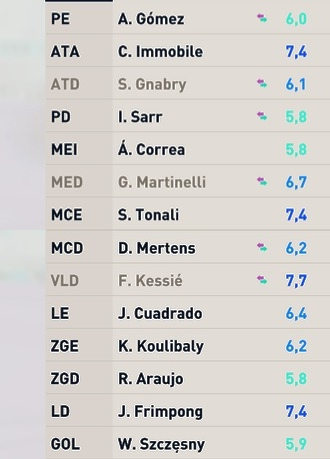 PE A. Gómez 6,0
ATA C. Immobile 7,4
ATD S. Gnabry 6,1
PD I. Sarr 5,8
MEI Á. Correa 5,8
MED G. Martinelli 6,7
MCE S. Tonali 7,4
MCD D. Mertens 6,2
VLD F. Kessié 7,7
LE J. Cuadrado 6,4
ZGE K. Koulibaly 6,2
ZGD R. Araujo 5,8
LD J. Frimpong 7,4
GOL W. Szczęsny 5,9